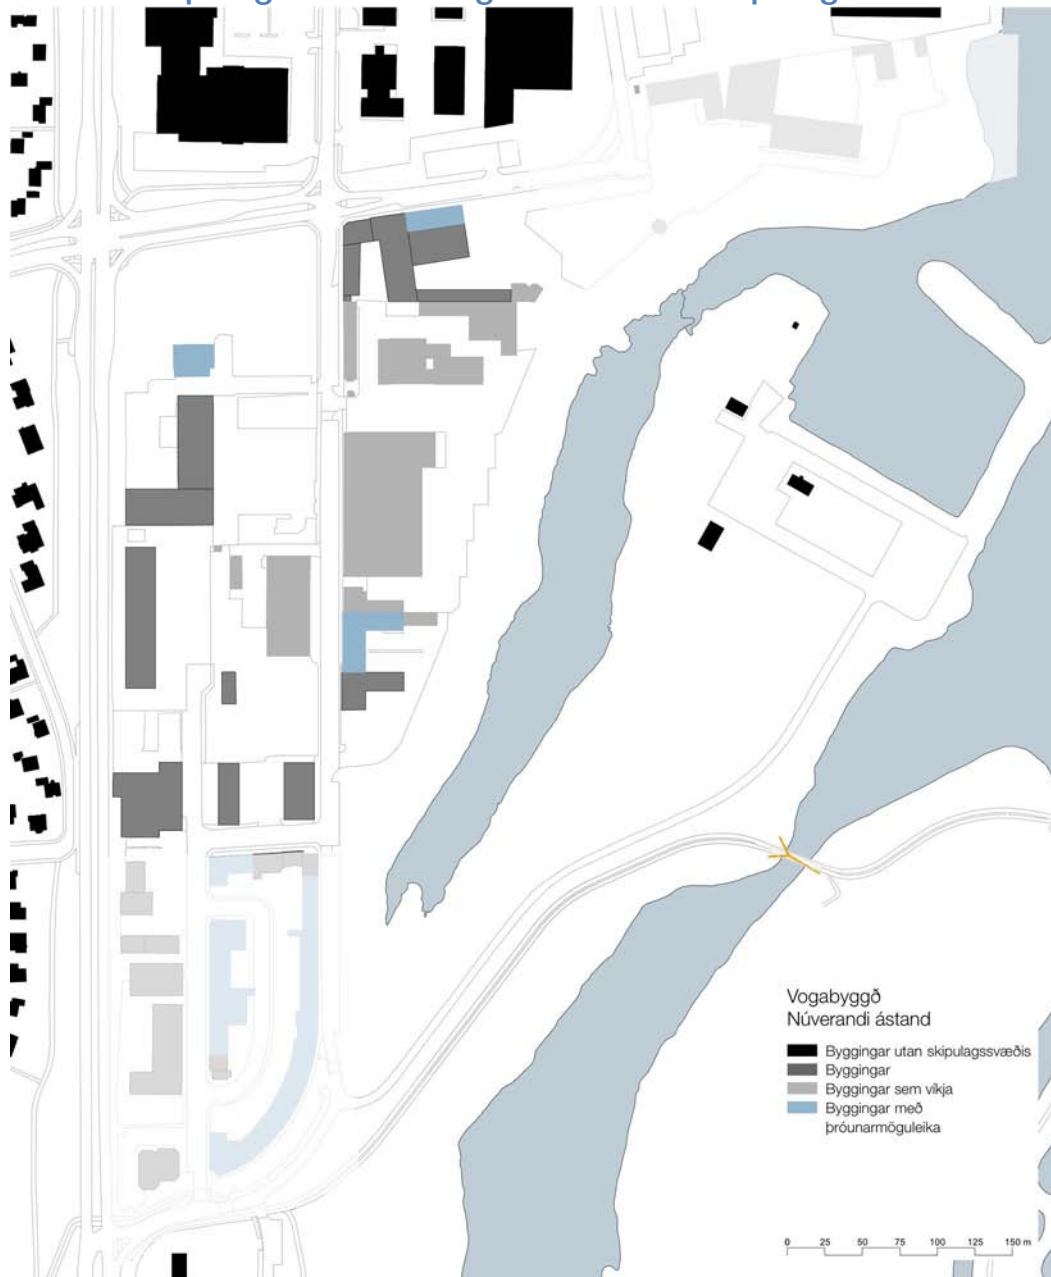 Vogabyggð
Núverandi ástand
Byggingar utan skipulagssvæðis
Byggingar
Byggingar sem víkja
Byggingar með
þróunarmöguleika
0 25 50 75 100 125 150 m